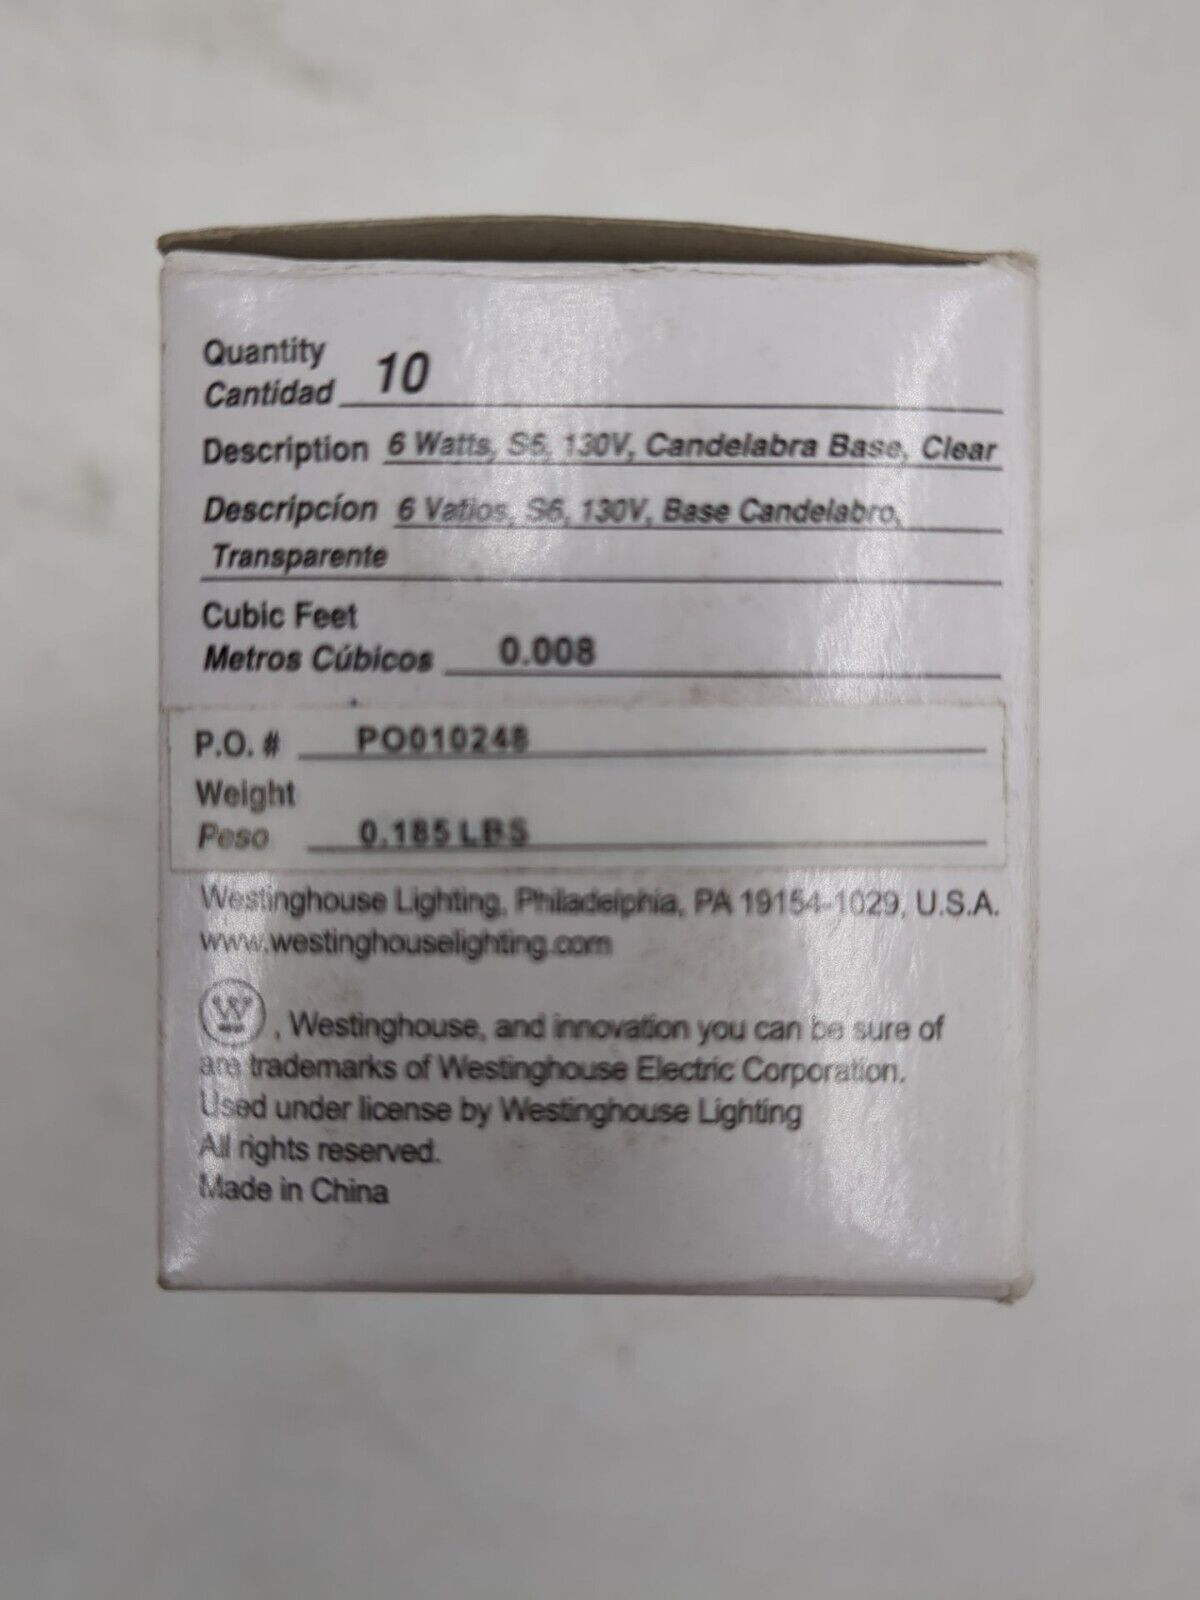 Quantity
Cantidad 10
Description 6 Watts, S6, 130V, Candelabra Base, Clear
Descripcíon 6 Vatios, S6, 130V, Base Candelabro,
Transparente
Cubic Feet
Metros Cúbicos 0.008
P.O. # PO010248
Weight
Peso 0.185 LBS
Westinghouse Lighting, Philadelphia, PA 19154-1029, U.S.A.
www.westinghouselighting.com
W , Westinghouse, and innovation you can be sure of
are trademarks of Westinghouse Electric Corporation.
Used under license by Westinghouse Lighting
All rights reserved.
Made in China